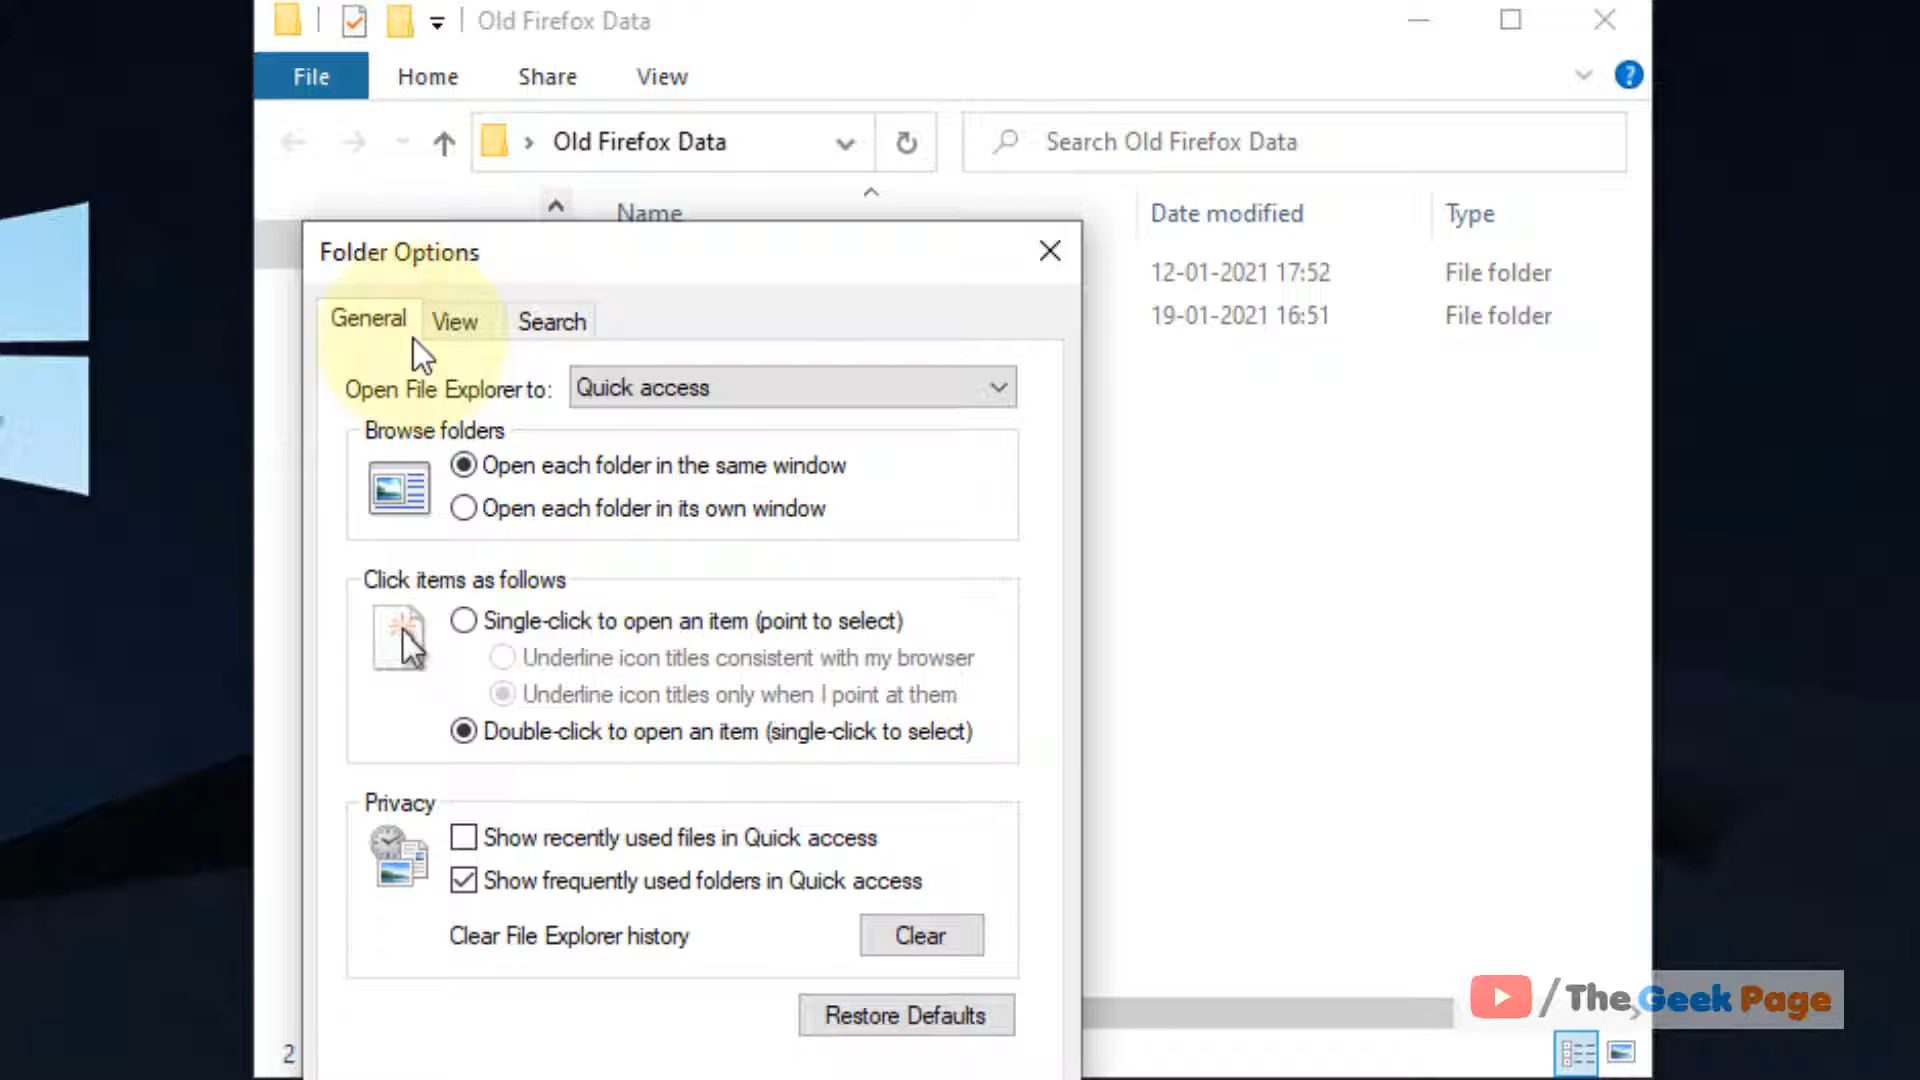 Old Firefox Data
File Home Share View
Old Firefox Data
Search Old Firefox Data
Name Date modified Type
12-01-2021 17:52 File folder
19-01-2021 16:51 File folder
Folder Options
General View Search
Open File Explorer to: Quick access
Browse folders
Open each folder in the same window
Open each folder in its own window
Click items as follows
Single-click to open an item (point to select)
Underline icon titles consistent with my browser
Underline icon titles only when I point at them
Double-click to open an item (single-click to select)
Privacy
Show recently used files in Quick access
Show frequently used folders in Quick access
Clear File Explorer history Clear
Restore Defaults
/The Geek Page
2